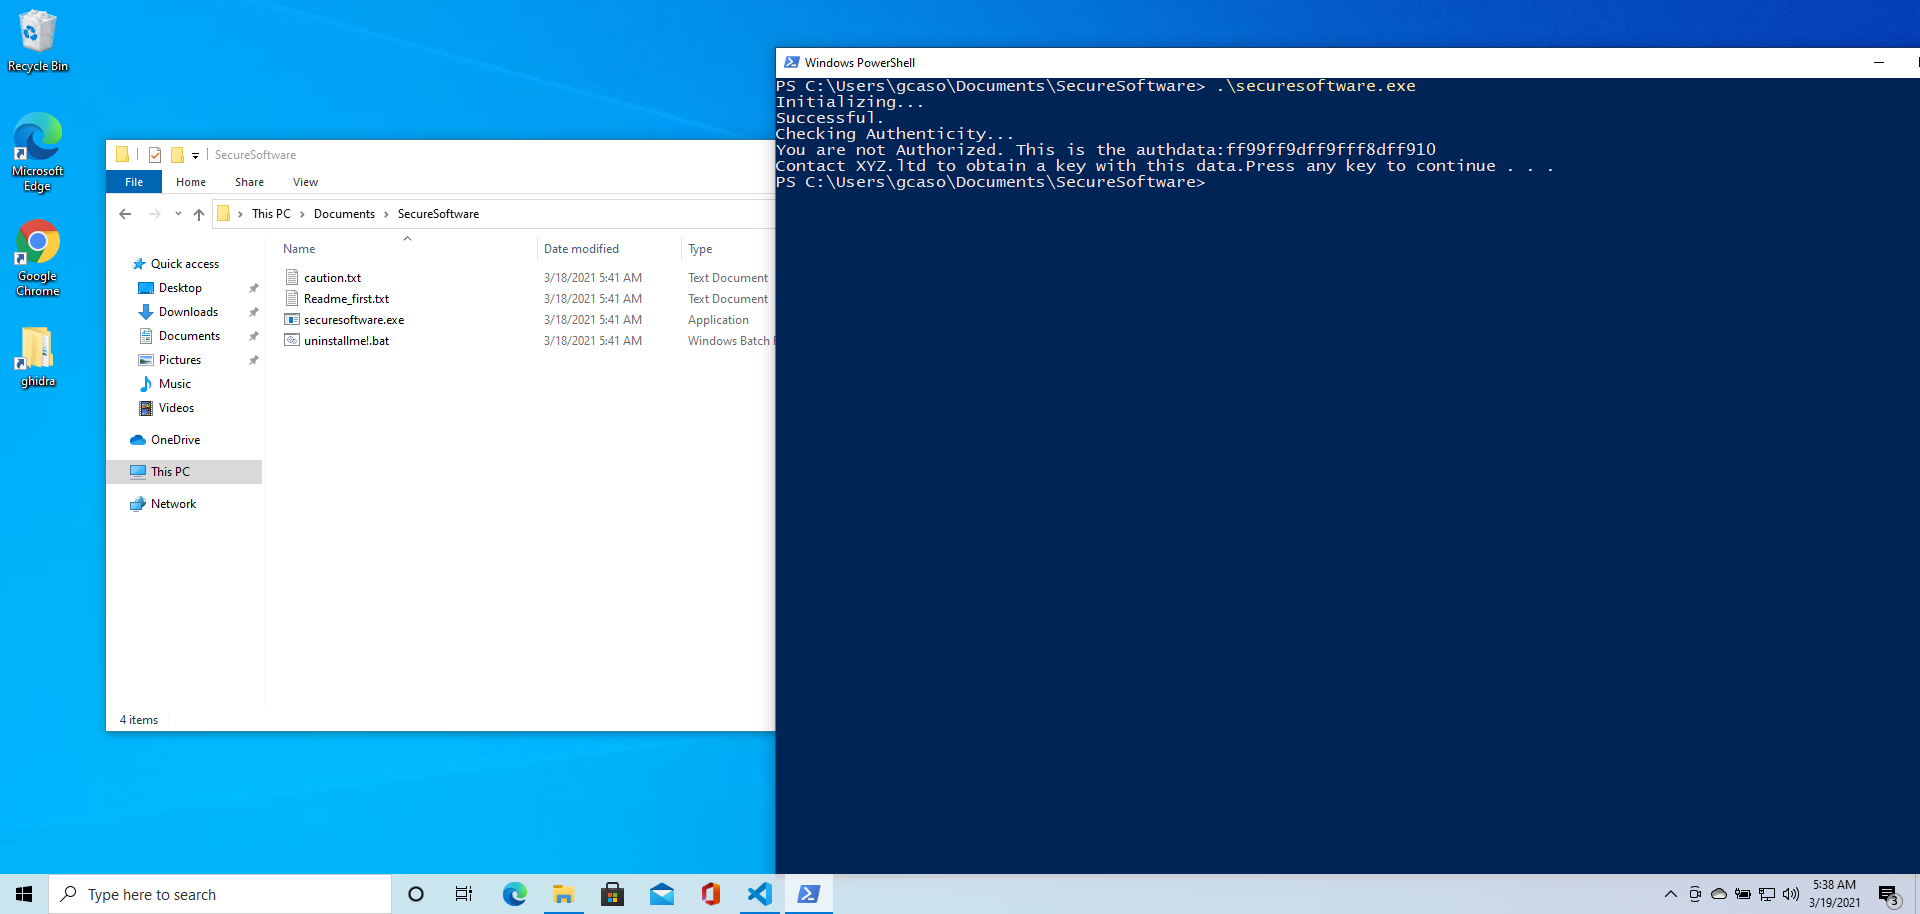 Recycle Bin
Microsoft
Edge
Google
Chrome
ghidra
SecureSoftware
File Home Share View
This PC Documents SecureSoftware
Name Date modified Type
caution.txt 3/18/2021 5:41 AM Text Document
Readme_first.txt 3/18/2021 5:41 AM Text Document
securesoftware.exe 3/18/2021 5:41 AM Application
uninstallme!.bat 3/18/2021 5:41 AM Windows Batch
Quick access
Desktop
Downloads
Documents
Pictures
Music
Videos
OneDrive
This PC
Network
4 items
Windows PowerShell
PS C:\Users\gcaso\Documents\SecureSoftware> .\securesoftware.exe
Initializing...
Successful.
Checking Authenticity...
You are not Authorized. This is the authdata:ff99ff9dff9fff8dff910
Contact XYZ.ltd to obtain a key with this data.Press any key to continue . . .
PS C:\Users\gcaso\Documents\SecureSoftware>
Type here to search
5:38 AM
3/19/2021
3